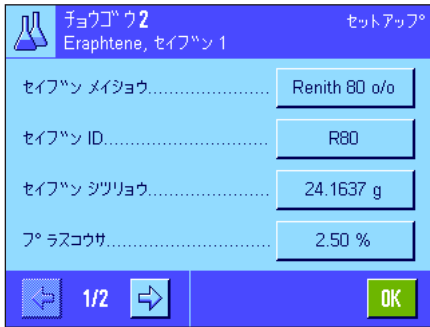 チョウゴウ2 セットアップ
Eraphtene, セイブン 1
セイブン メイショウ...................... Renith 80 o/o
セイブン ID.............................. R80
セイブン シツリョウ...................... 24.1637 g
プラスコウサ............................. 2.50 %
1/2 OK